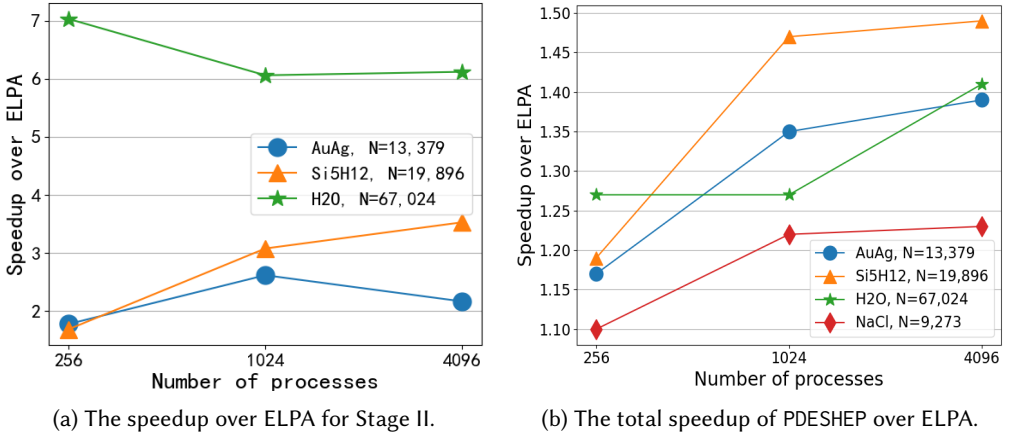 7
6
5
4
3
2
Speedup over ELPA
AuAg, N=13,379
Si5H12, N=19,896
H2O, N=67,024
256
1024
4096
Number of processes
(a) The speedup over ELPA for Stage II.
1.50
1.45
1.40
1.35
1.30
1.25
1.20
1.15
1.10
Speedup over ELPA
AuAg, N=13,379
Si5H12, N=19,896
H2O, N=67,024
NaCl, N=9,273
256
1024
4096
Number of processes
(b) The total speedup of PDESHEP over ELPA.